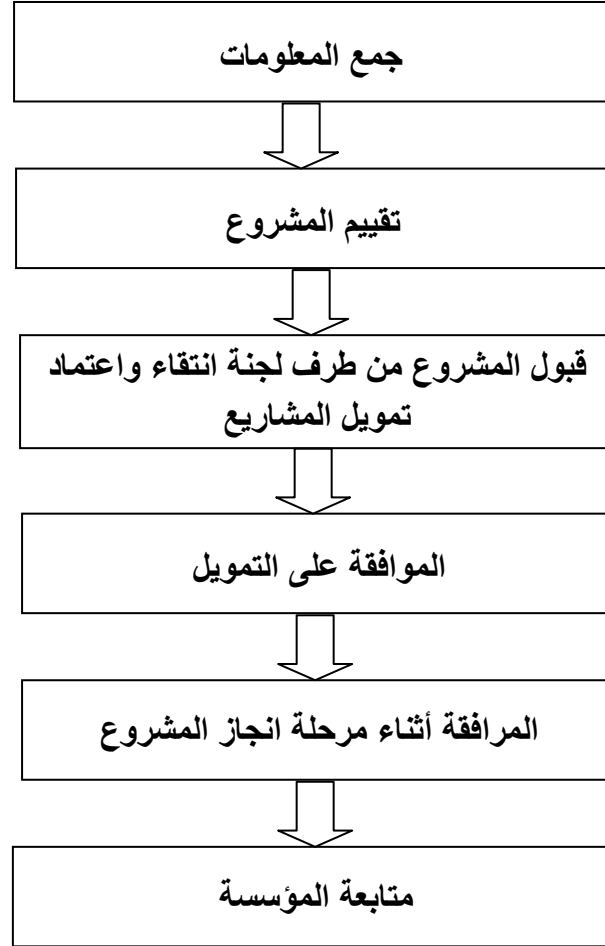 جمع المعلومات
تقييم المشروع
قبول المشروع من طرف لجنة انتقاء واعتماد
تمويل المشاريع
الموافقة على التمويل
المرافقة أثناء مرحلة انجاز المشروع
متابعة المؤسسة